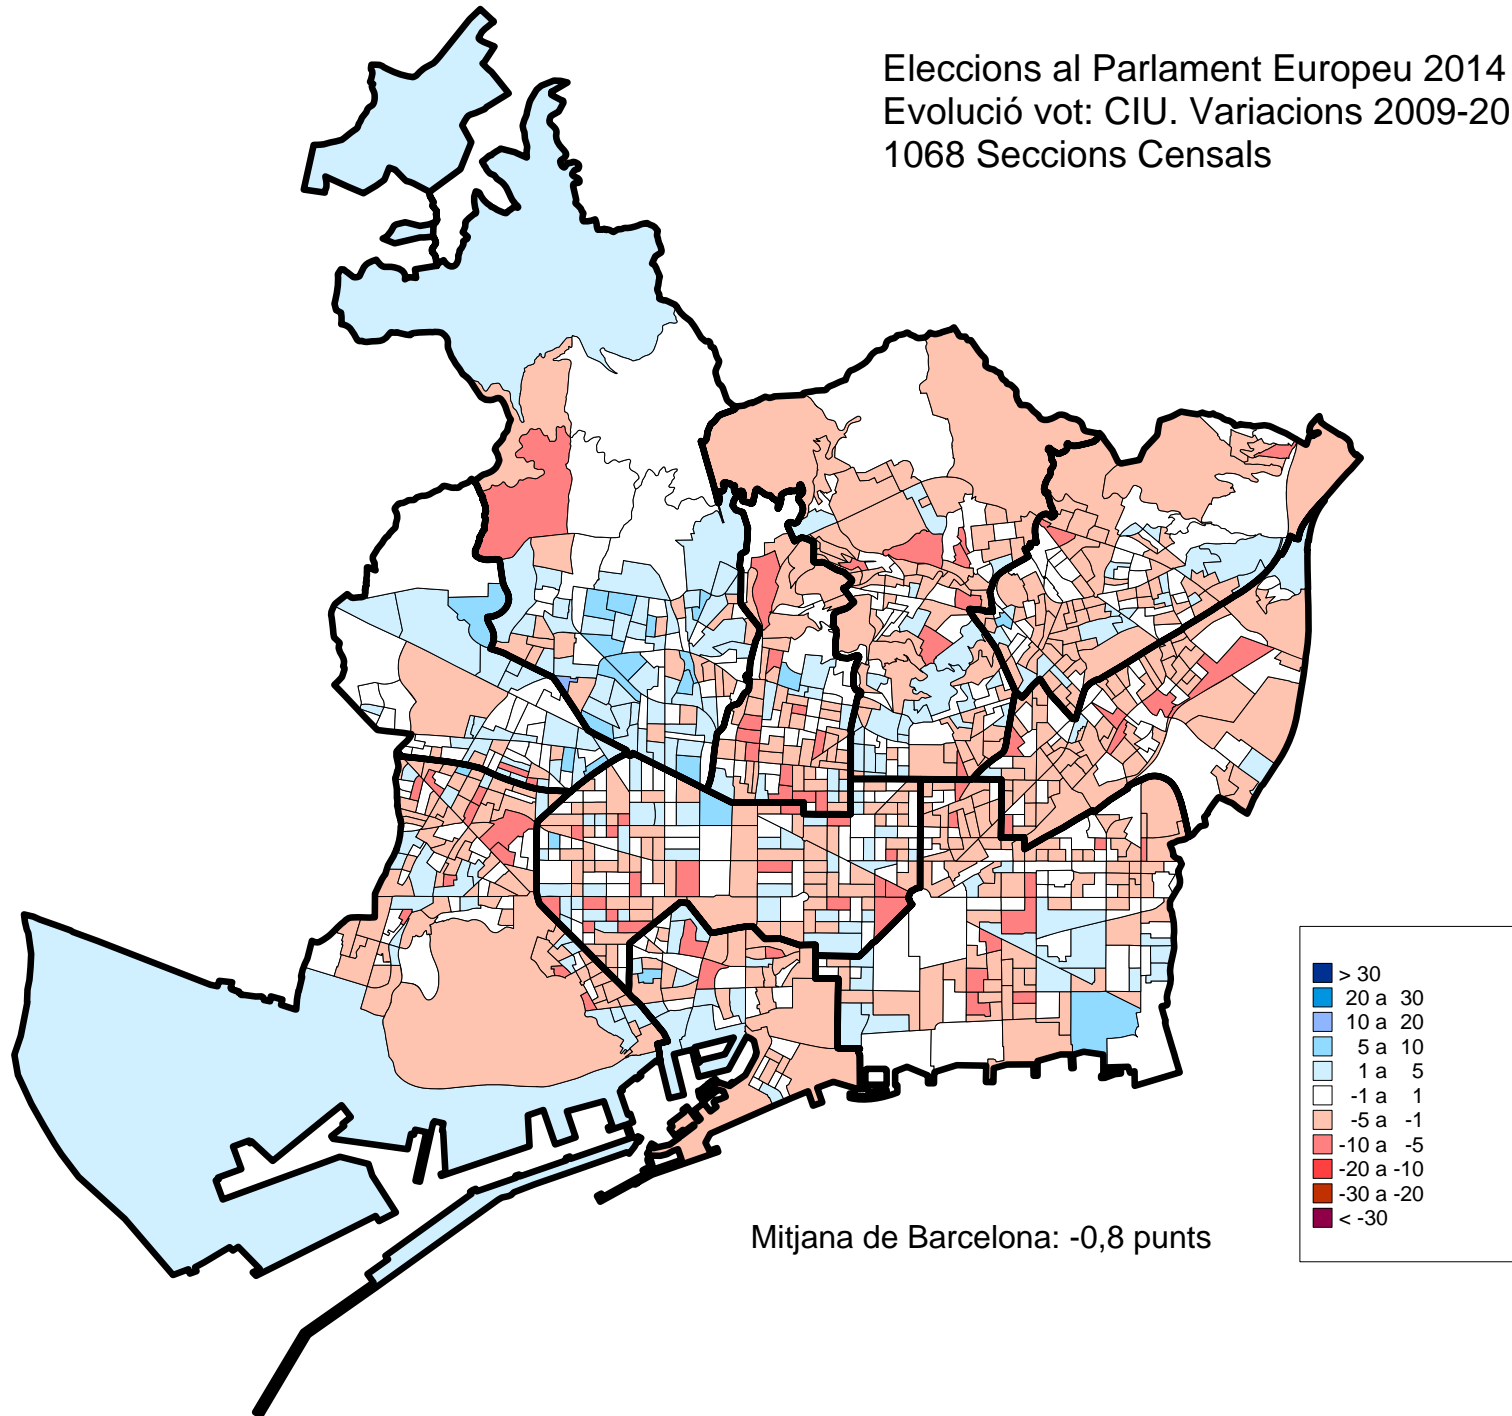 Eleccions al Parlament Europeu 2014
Evolució vot: CIU. Variacions 2009-20
1068 Seccions Censals
> 30
20 a 30
10 a 20
5 a 10
1 a 5
-1 a 1
-5 a -1
-10 a -5
-20 a -10
-30 a -20
< -30
Mitjana de Barcelona: -0,8 punts